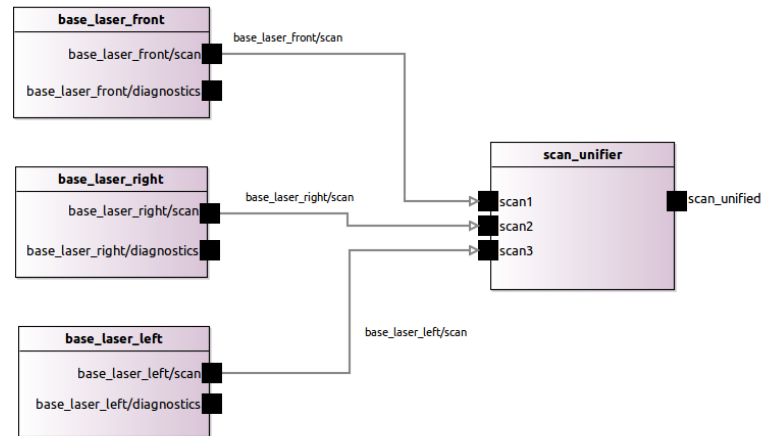 base_laser_front
base_laser_front/scan
base_laser_front/diagnostics
base_laser_front/scan
base_laser_right
base_laser_right/scan
base_laser_right/diagnostics
base_laser_right/scan
base_laser_left
base_laser_left/scan
base_laser_left/diagnostics
base_laser_left/scan
scan_unifier
scan1
scan2
scan3
scan_unified